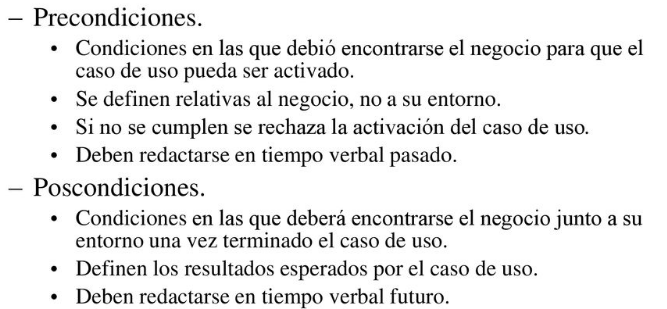 – Precondiciones.
• Condiciones en las que debió encontrarse el negocio para que el
caso de uso pueda ser activado.
• Se definen relativas al negocio, no a su entorno.
• Si no se cumplen se rechaza la activación del caso de uso.
• Deben redactarse en tiempo verbal pasado.
– Poscondiciones.
• Condiciones en las que deberá encontrarse el negocio junto a su
entorno una vez terminado el caso de uso.
• Definen los resultados esperados por el caso de uso.
• Deben redactarse en tiempo verbal futuro.